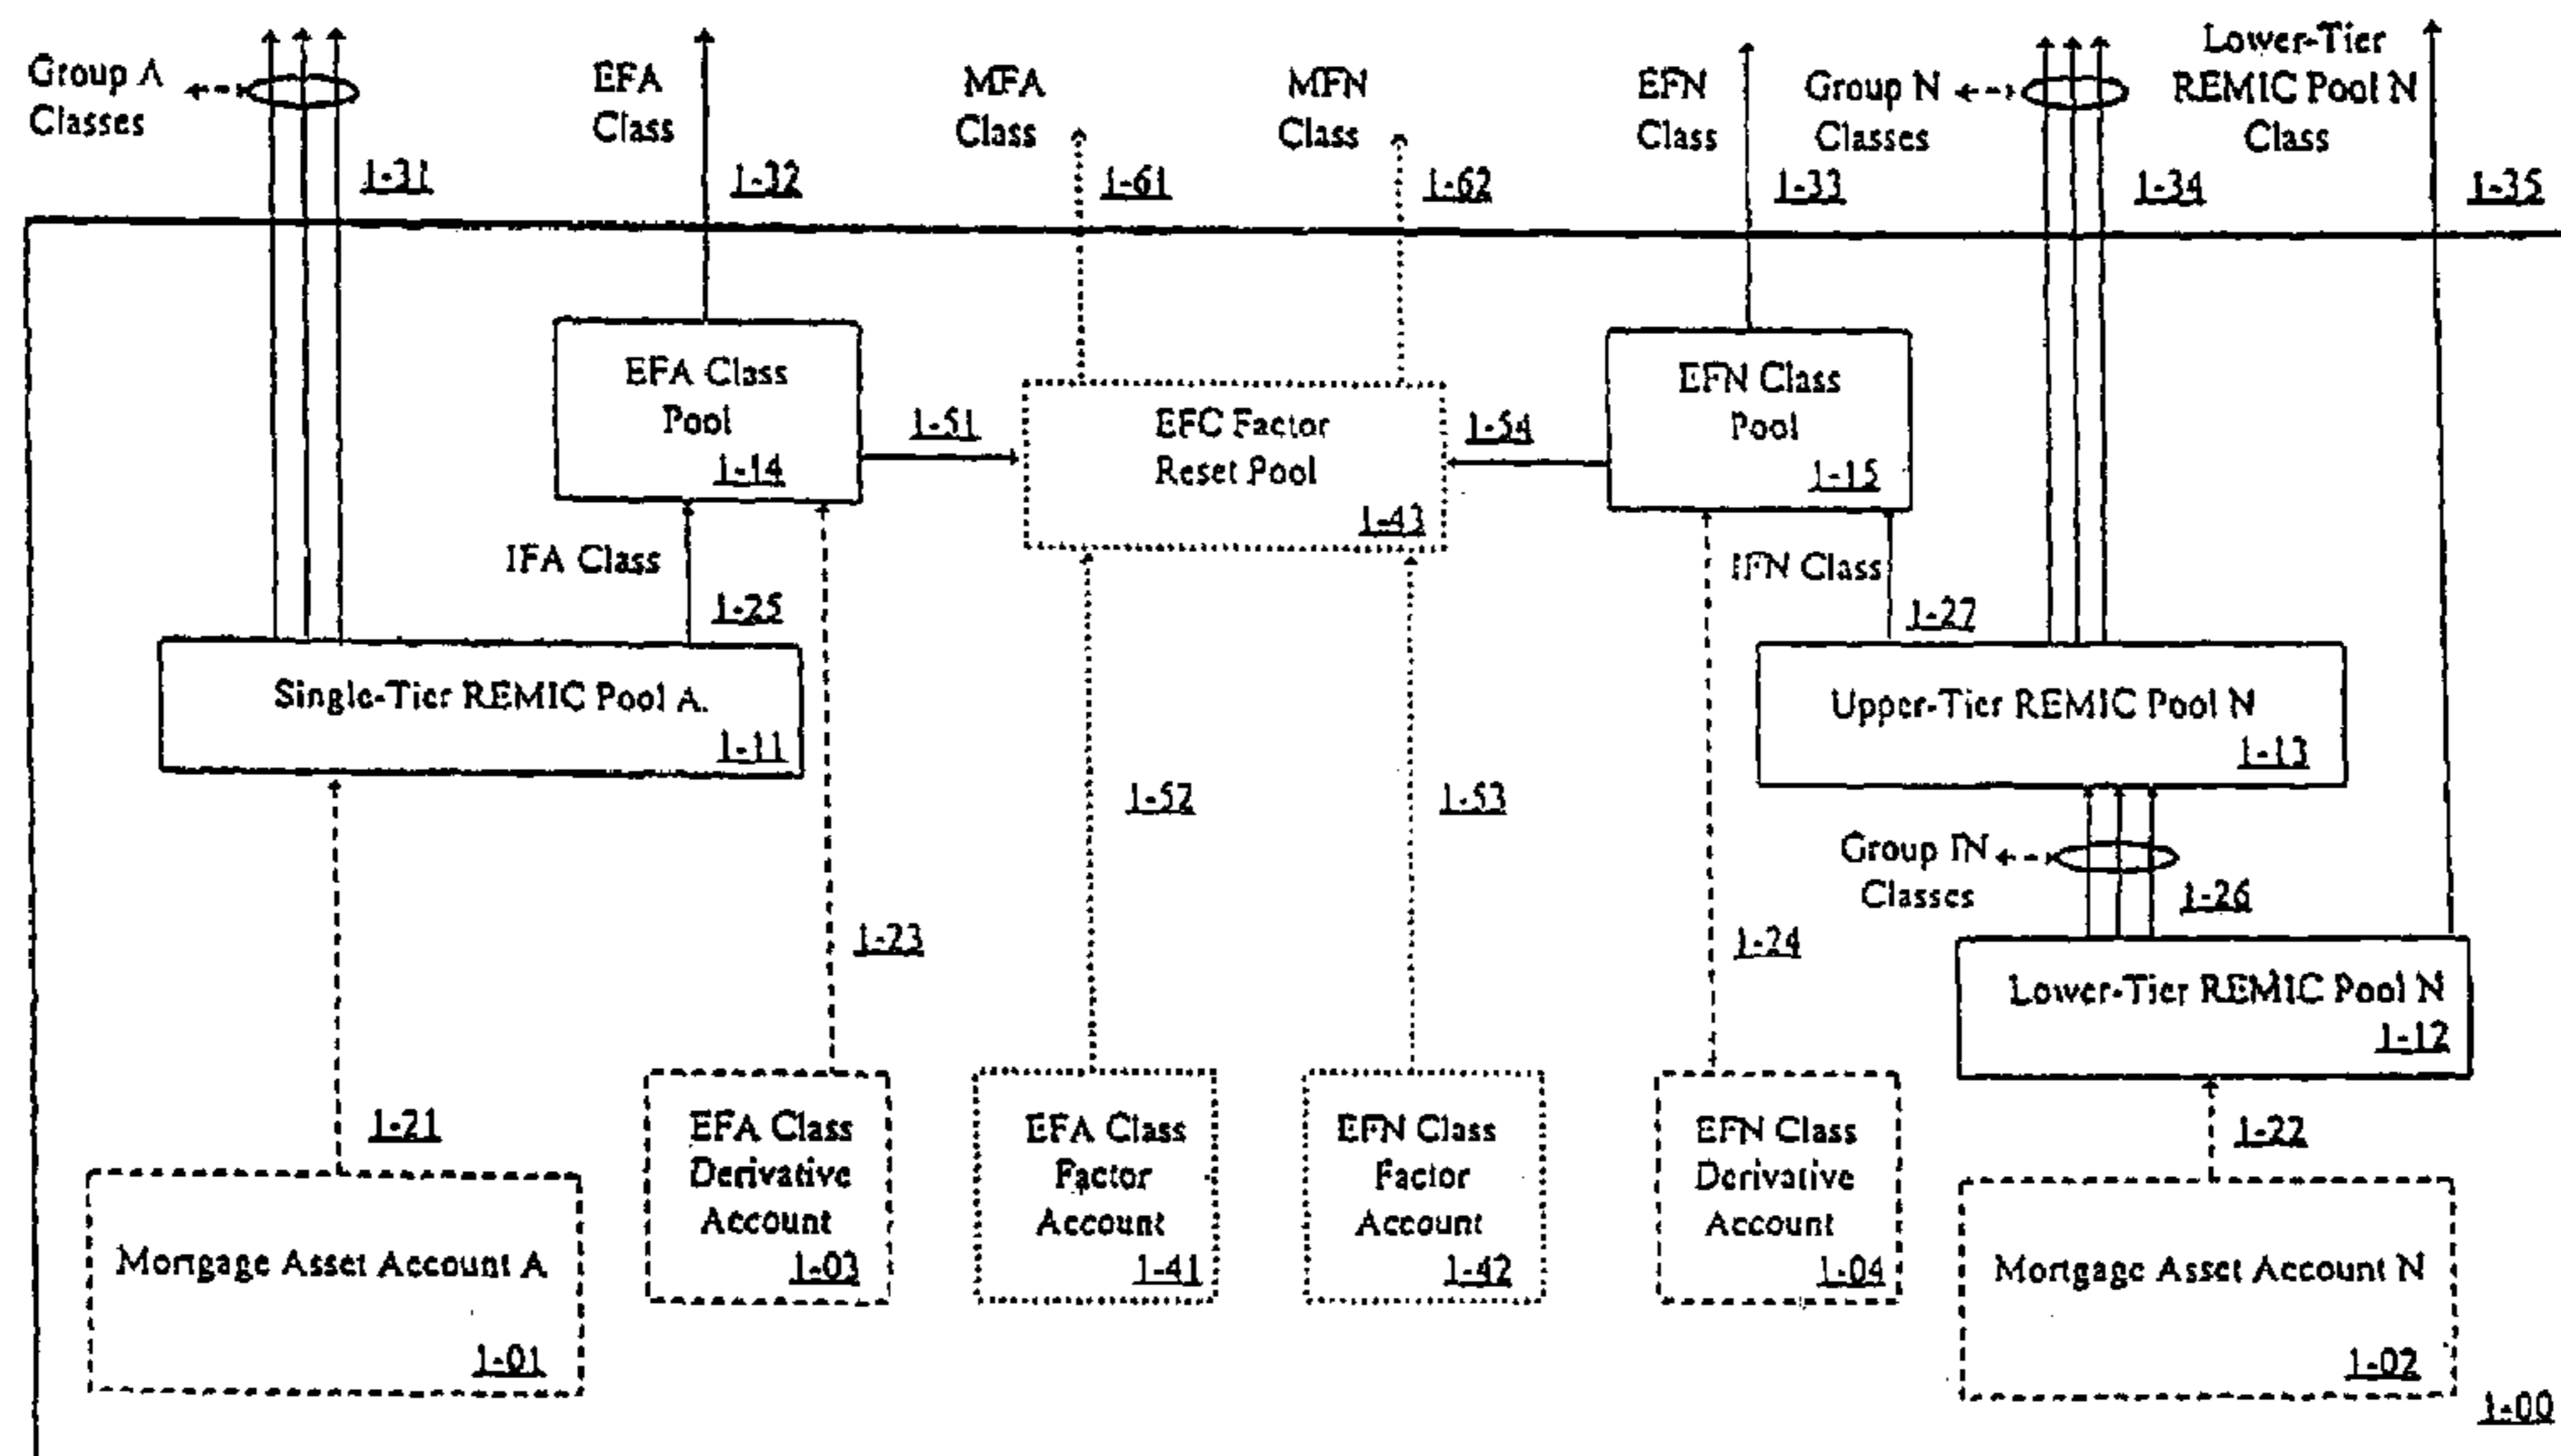 Group A
Classes
1-31
EFA
Class
1-32
MFA
Class
1-61
MFN
Class
1-62
EFN
Class
1-33
Group N
Classes
1-34
Lower-Tier
REMIC Pool N
Class
1-35
EFA Class
Pool
1-14
1-51
EFC Factor
Reset Pool
1-43
1-54
EFN Class
Pool
1-15
IFA Class
1-25
IFN Class
1-27
Single-Tier REMIC Pool A.
1-11
Upper-Tier REMIC Pool N
1-13
1-52
1-53
Group IN
Classes
1-26
1-23
1-24
Lower-Tier REMIC Pool N
1-12
1-21
1-22
EFA Class
Derivative
Account
1-03
EFA Class
Factor
Account
1-41
EFN Class
Factor
Account
1-42
EFN Class
Derivative
Account
1-04
Mortgage Asset Account A
1-01
Mortgage Asset Account N
1-02
1-00